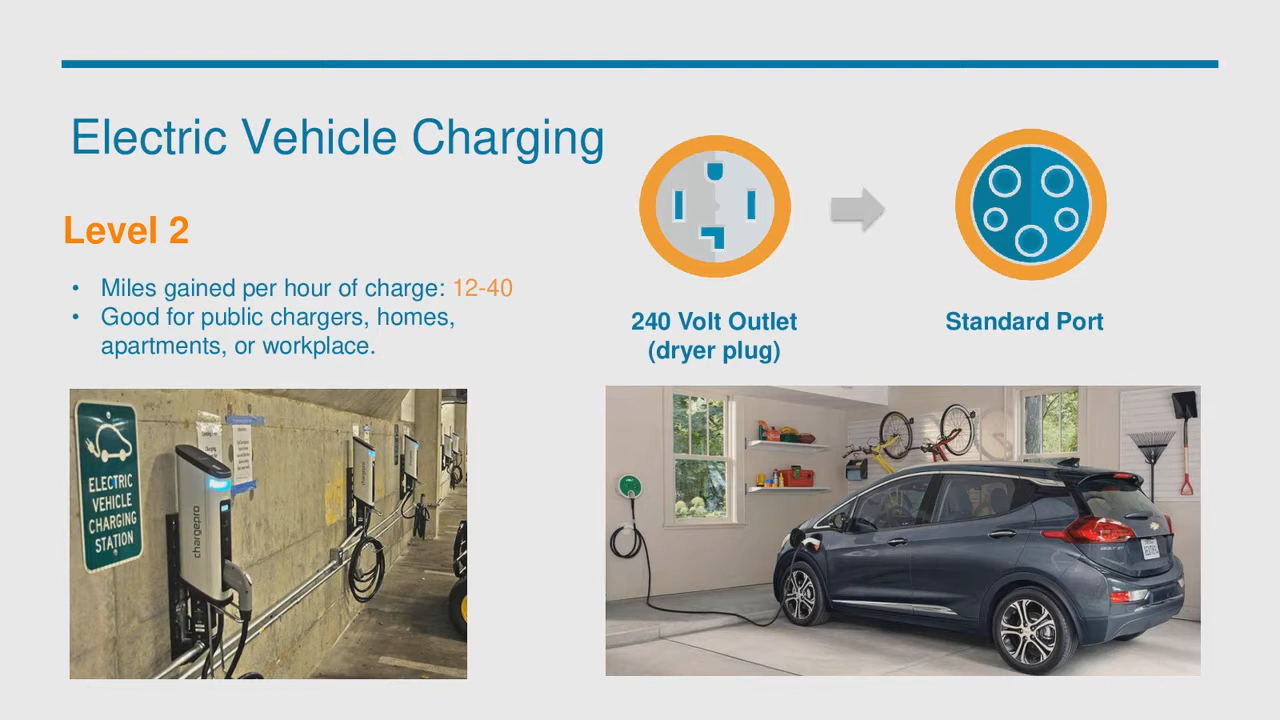 Electric Vehicle Charging
Level 2
• Miles gained per hour of charge: 12-40
• Good for public chargers, homes,
apartments, or workplace.
240 Volt Outlet
(dryer plug)
Standard Port
ELECTRIC
VEHICLE
CHARGING
STATION
chargepro